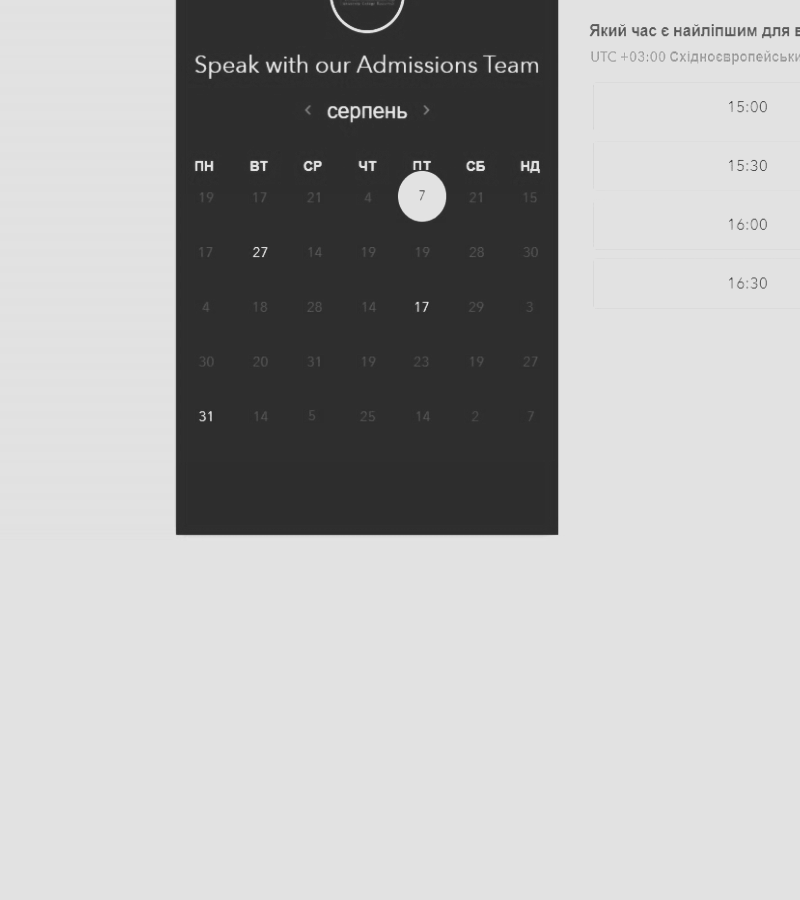 Speak with our Admissions Team
‹ серпень ›
ПН ВТ СР ЧТ ПТ СБ НД
19 17 21 4 7 21 15
17 27 14 19 19 28 30
4 18 28 14 17 29 3
30 20 31 19 23 19 27
31 14 5 25 14 2 7
Який час є найліпшим для в
UTC +03:00 Східноєвропейськи
15:00
15:30
16:00
16:30